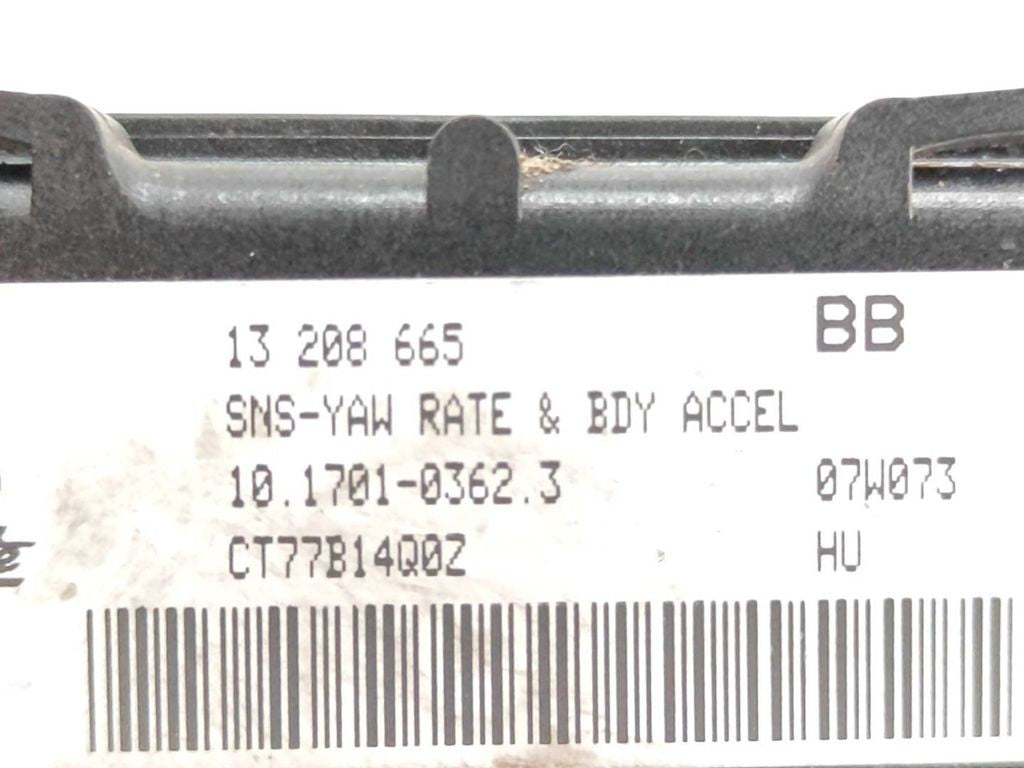 13 208 665 BB
SNS-YAW RATE & BDY ACCEL
10.1701-0362.3 07W073
CT77B14Q0Z HU